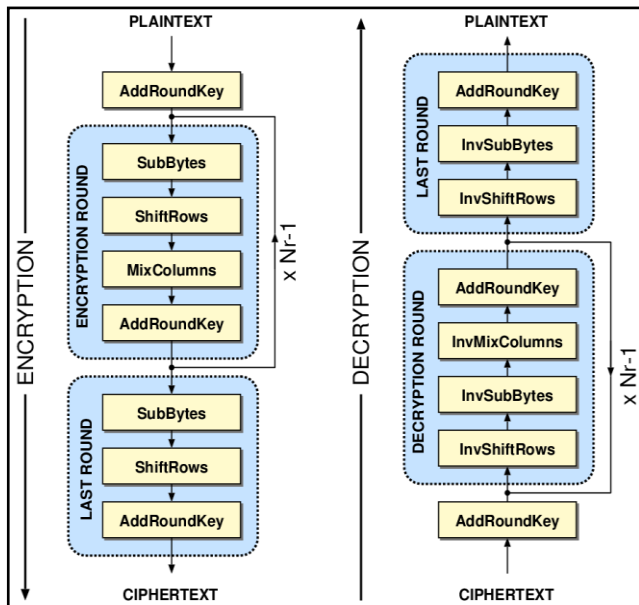 PLAINTEXT
AddRoundKey
SubBytes
ShiftRows
MixColumns
AddRoundKey
ENCRYPTION ROUND
x Nr-1
SubBytes
ShiftRows
AddRoundKey
LAST ROUND
CIPHERTEXT
ENCRYPTION
PLAINTEXT
AddRoundKey
InvSubBytes
InvShiftRows
LAST ROUND
AddRoundKey
InvMixColumns
InvSubBytes
InvShiftRows
DECRYPTION ROUND
x Nr-1
AddRoundKey
CIPHERTEXT
DECRYPTION